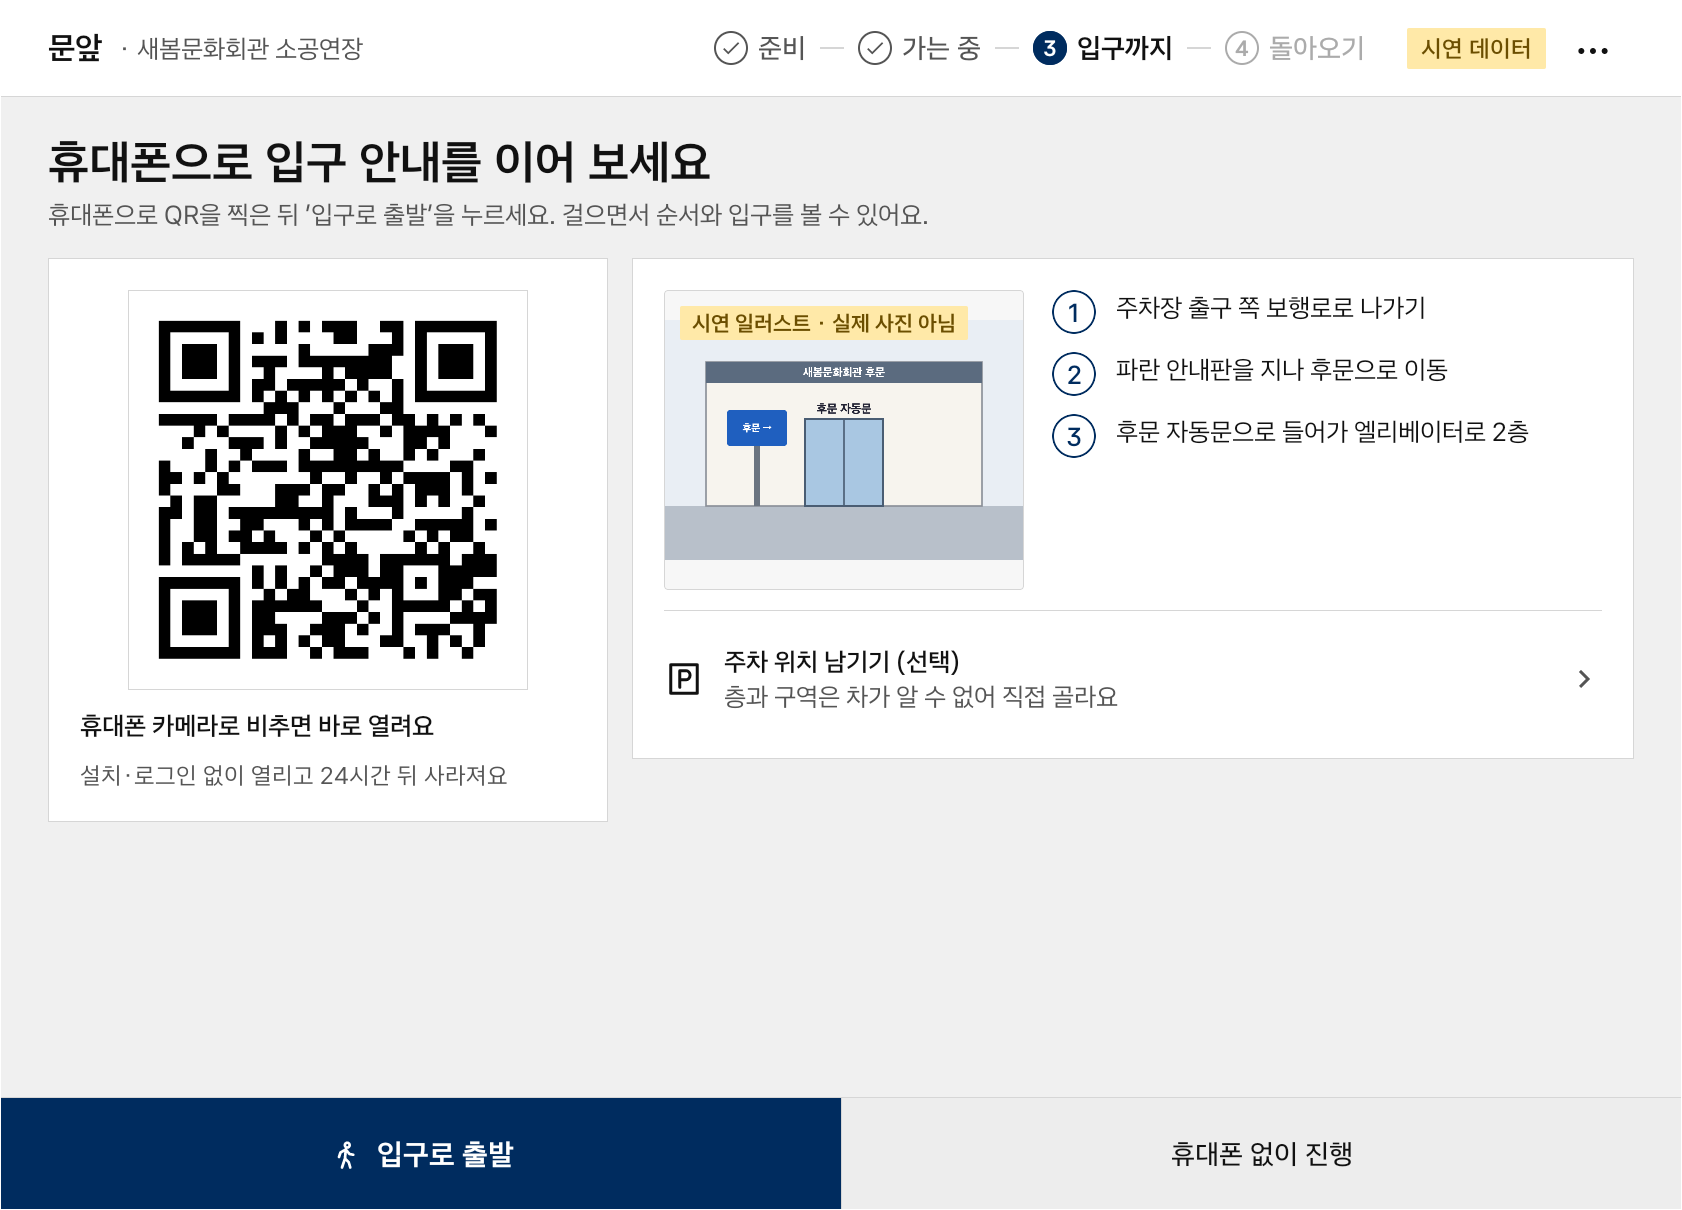 문앞 · 새봄문화회관 소공연장
준비
가는 중
3 입구까지
4 돌아오기
시연 데이터
휴대폰으로 입구 안내를 이어 보세요
휴대폰으로 QR을 찍은 뒤 '입구로 출발'을 누르세요. 걸으면서 순서와 입구를 볼 수 있어요.
휴대폰 카메라로 비추면 바로 열려요
설치·로그인 없이 열리고 24시간 뒤 사라져요
시연 일러스트 · 실제 사진 아님
새봄문화회관 후문
후문 자동문
후문 →
1 주차장 출구 쪽 보행로로 나가기
2 파란 안내판을 지나 후문으로 이동
3 후문 자동문으로 들어가 엘리베이터로 2층
P
주차 위치 남기기 (선택)
층과 구역은 차가 알 수 없어 직접 골라요
입구로 출발
휴대폰 없이 진행